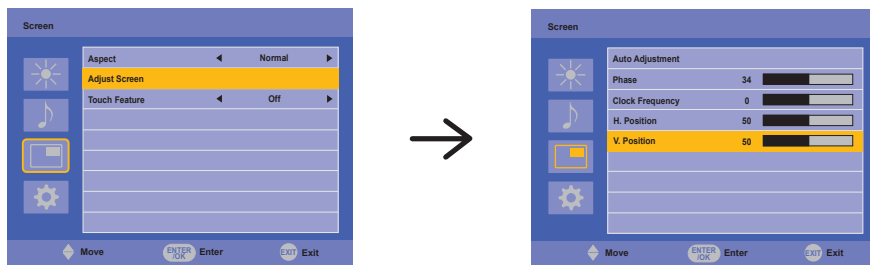 Screen
Aspect Normal
Adjust Screen
Touch Feature Off
Move ENTER/OK Enter EXIT Exit
Screen
Auto Adjustment
Phase 34
Clock Frequency 0
H. Position 50
V. Position 50
Move ENTER/OK Enter EXIT Exit